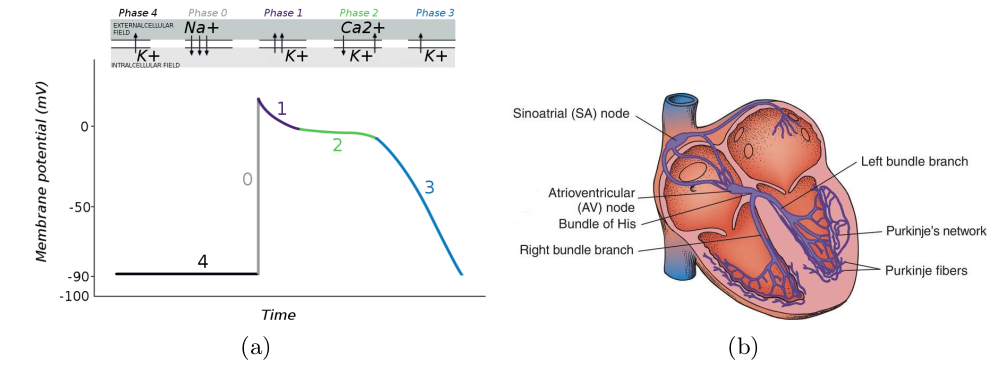 Phase 4 Phase 0 Phase 1 Phase 2 Phase 3
EXTERNALCELLULAR
FIELD
Na+ Ca2+
K+ K+ K+ K+
INTRALCELLULAR FIELD
Membrane potential (mV)
0
-50
-90
-100
4
0
1
2
3
Time
(a)
Sinoatrial (SA) node
Left bundle branch
Atrioventricular
(AV) node
Bundle of His
Right bundle branch
Purkinje's network
Purkinje fibers
(b)